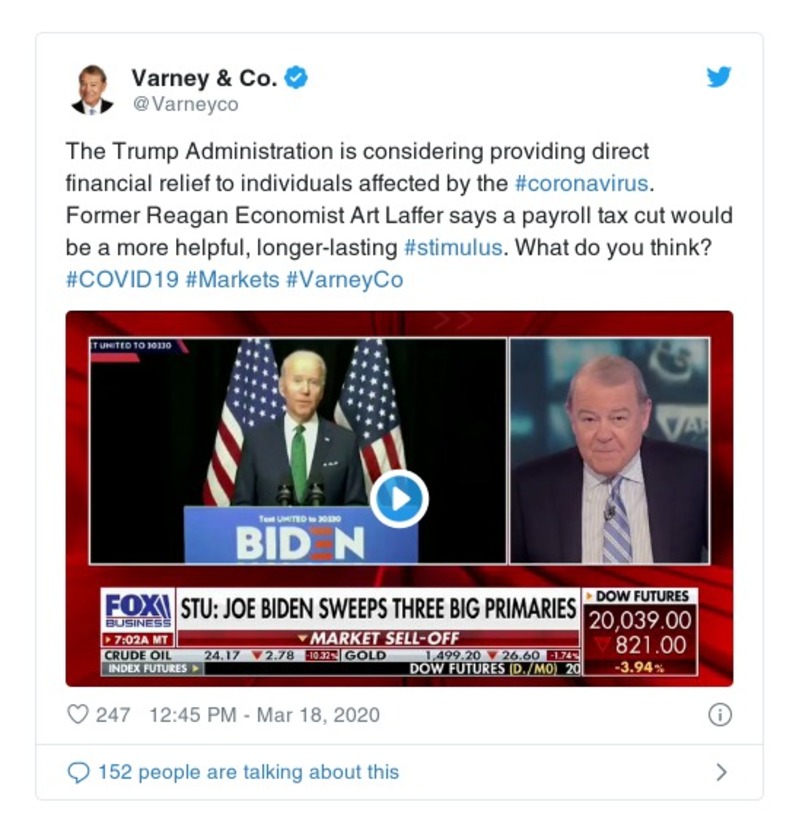 Varney & Co.
@Varneyco
The Trump Administration is considering providing direct
financial relief to individuals affected by the #coronavirus.
Former Reagan Economist Art Laffer says a payroll tax cut would
be a more helpful, longer-lasting #stimulus. What do you think?
#COVID19 #Markets #VarneyCo
T UNITED TO 30330
Text UNITED to 30330
BIDEN
VAR
FOX
BUSINESS
STU: JOE BIDEN SWEEPS THREE BIG PRIMARIES
DOW FUTURES
20,039.00
821.00
-3.94%
7:02A MT
MARKET SELL-OFF
CRUDE OIL 24.17 2.78 -10.32% GOLD 1,499.20 26.60 -1.74%
INDEX FUTURES DOW FUTURES (D./MO) 20
247 12:45 PM - Mar 18, 2020
152 people are talking about this